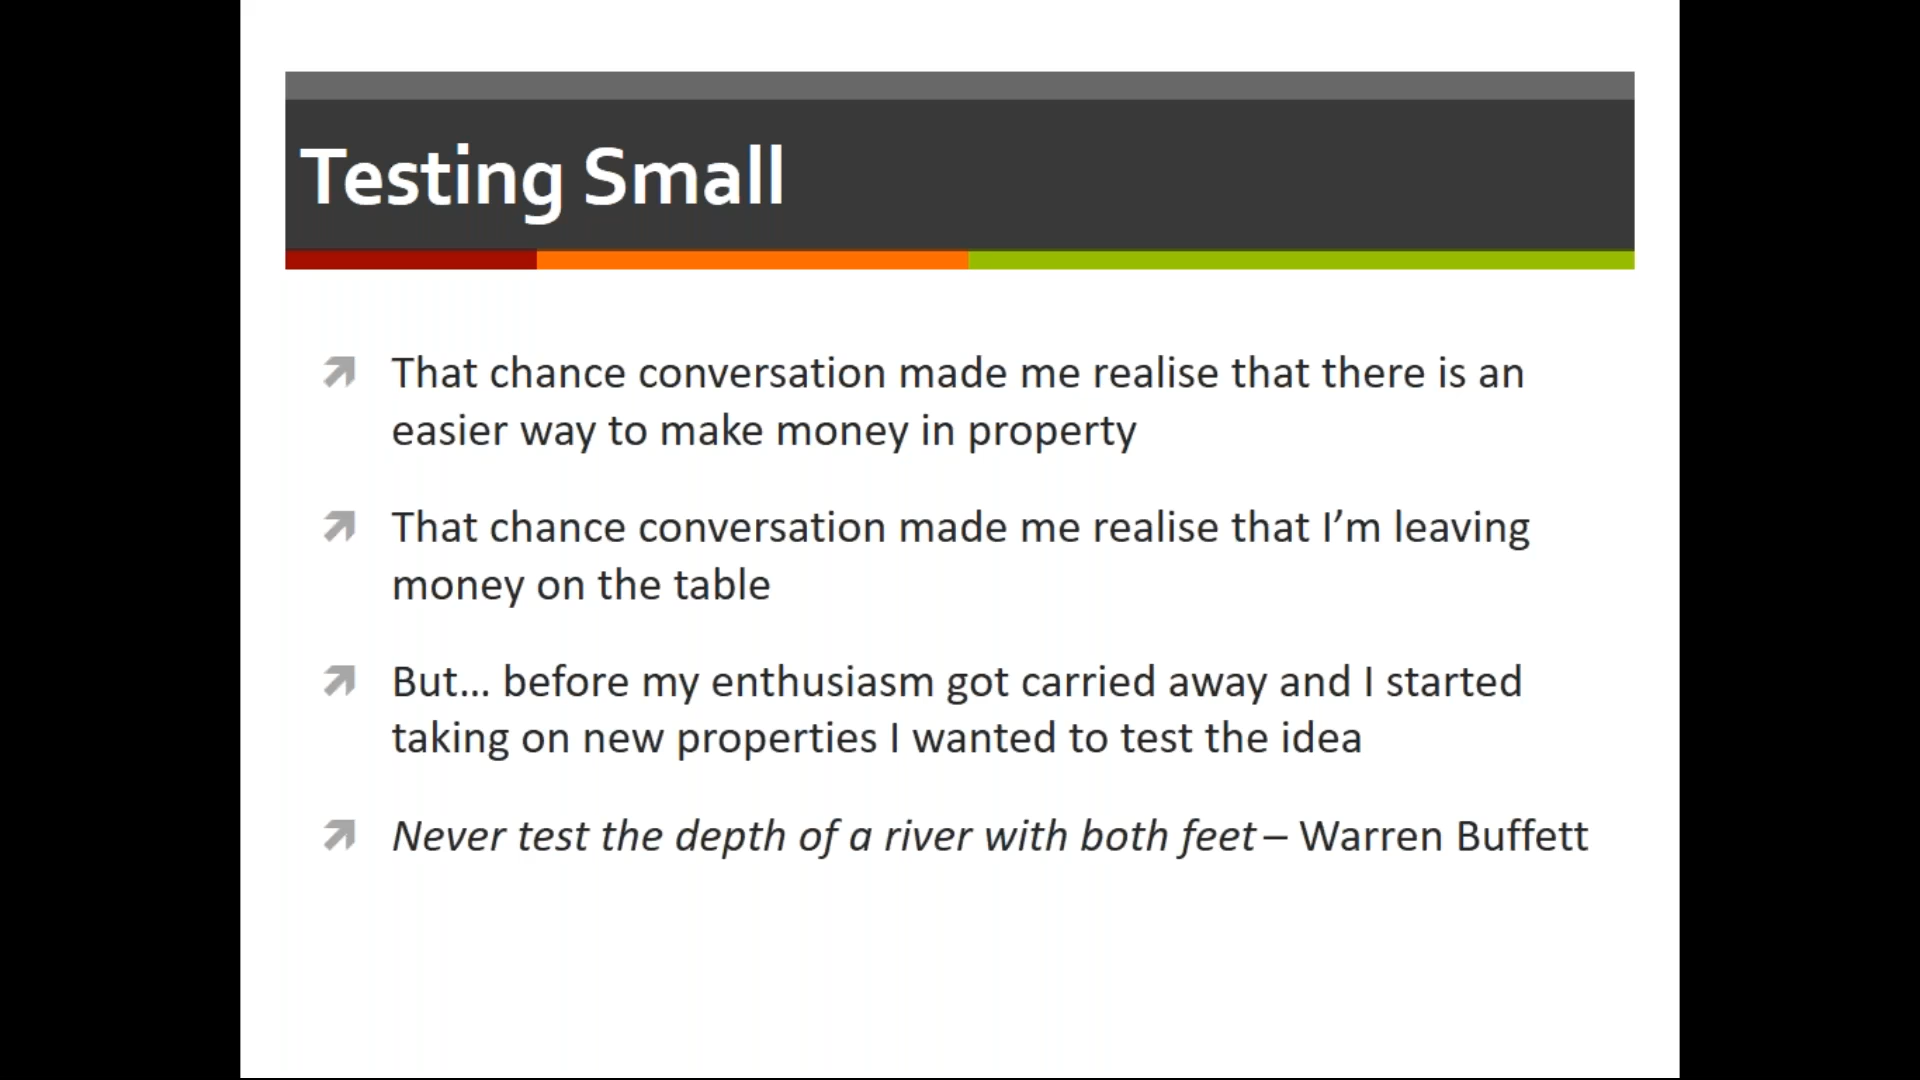 Testing Small
That chance conversation made me realise that there is an
easier way to make money in property
That chance conversation made me realise that I’m leaving
money on the table
But... before my enthusiasm got carried away and I started
taking on new properties I wanted to test the idea
Never test the depth of a river with both feet – Warren Buffett